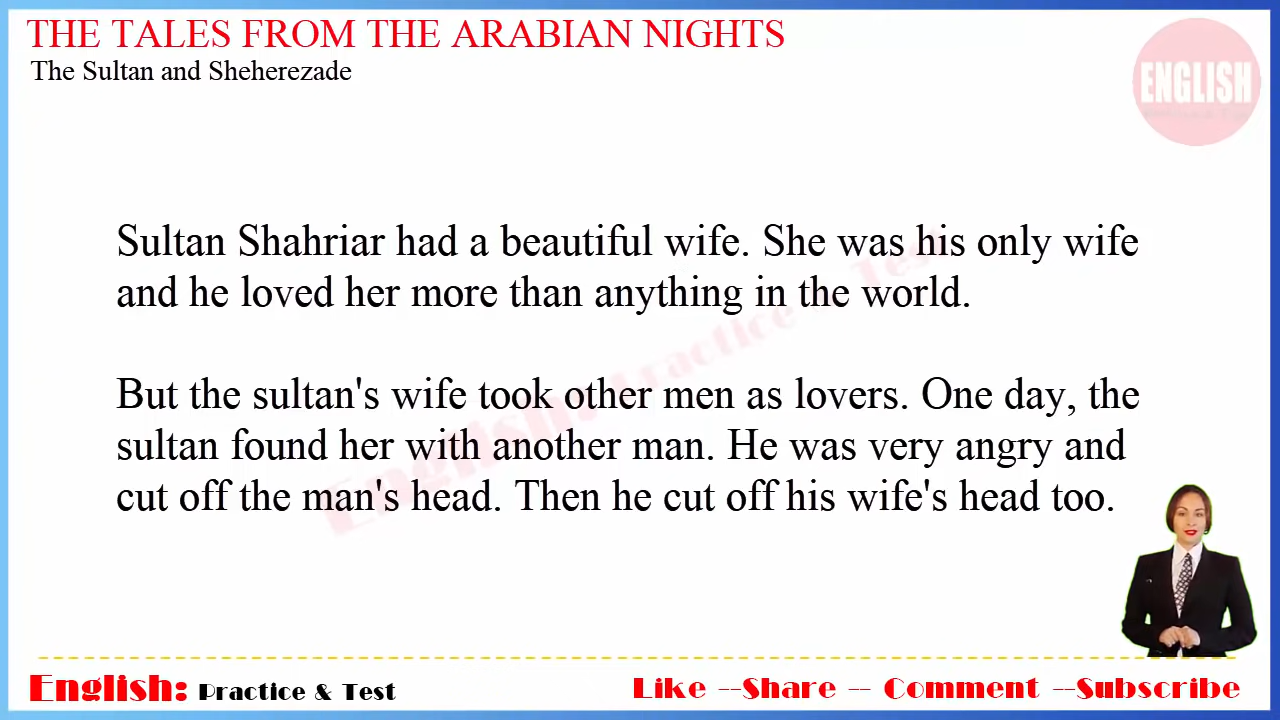 THE TALES FROM THE ARABIAN NIGHTS
The Sultan and Sheherezade
ENGLISH
Sultan Shahriar had a beautiful wife. She was his only wife
and he loved her more than anything in the world.
But the sultan's wife took other men as lovers. One day, the
sultan found her with another man. He was very angry and
cut off the man's head. Then he cut off his wife's head too.
English: Practice & Test
English: Practice & Test
Like --Share -- Comment --Subscribe